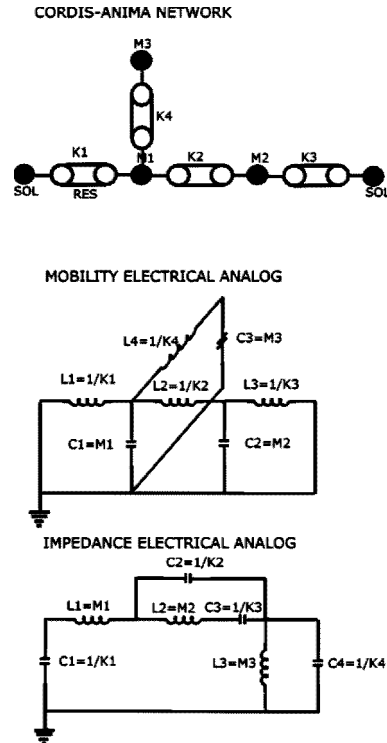 CORDIS-ANIMA NETWORK
M3
K4
K1
M1
K2
M2
K3
SOL
RES
SOL
MOBILITY ELECTRICAL ANALOG
L4=1/K4
C3=M3
L1=1/K1
L2=1/K2
L3=1/K3
C1=M1
C2=M2
IMPEDANCE ELECTRICAL ANALOG
C2=1/K2
L1=M1
L2=M2
C3=1/K3
C1=1/K1
L3=M3
C4=1/K4